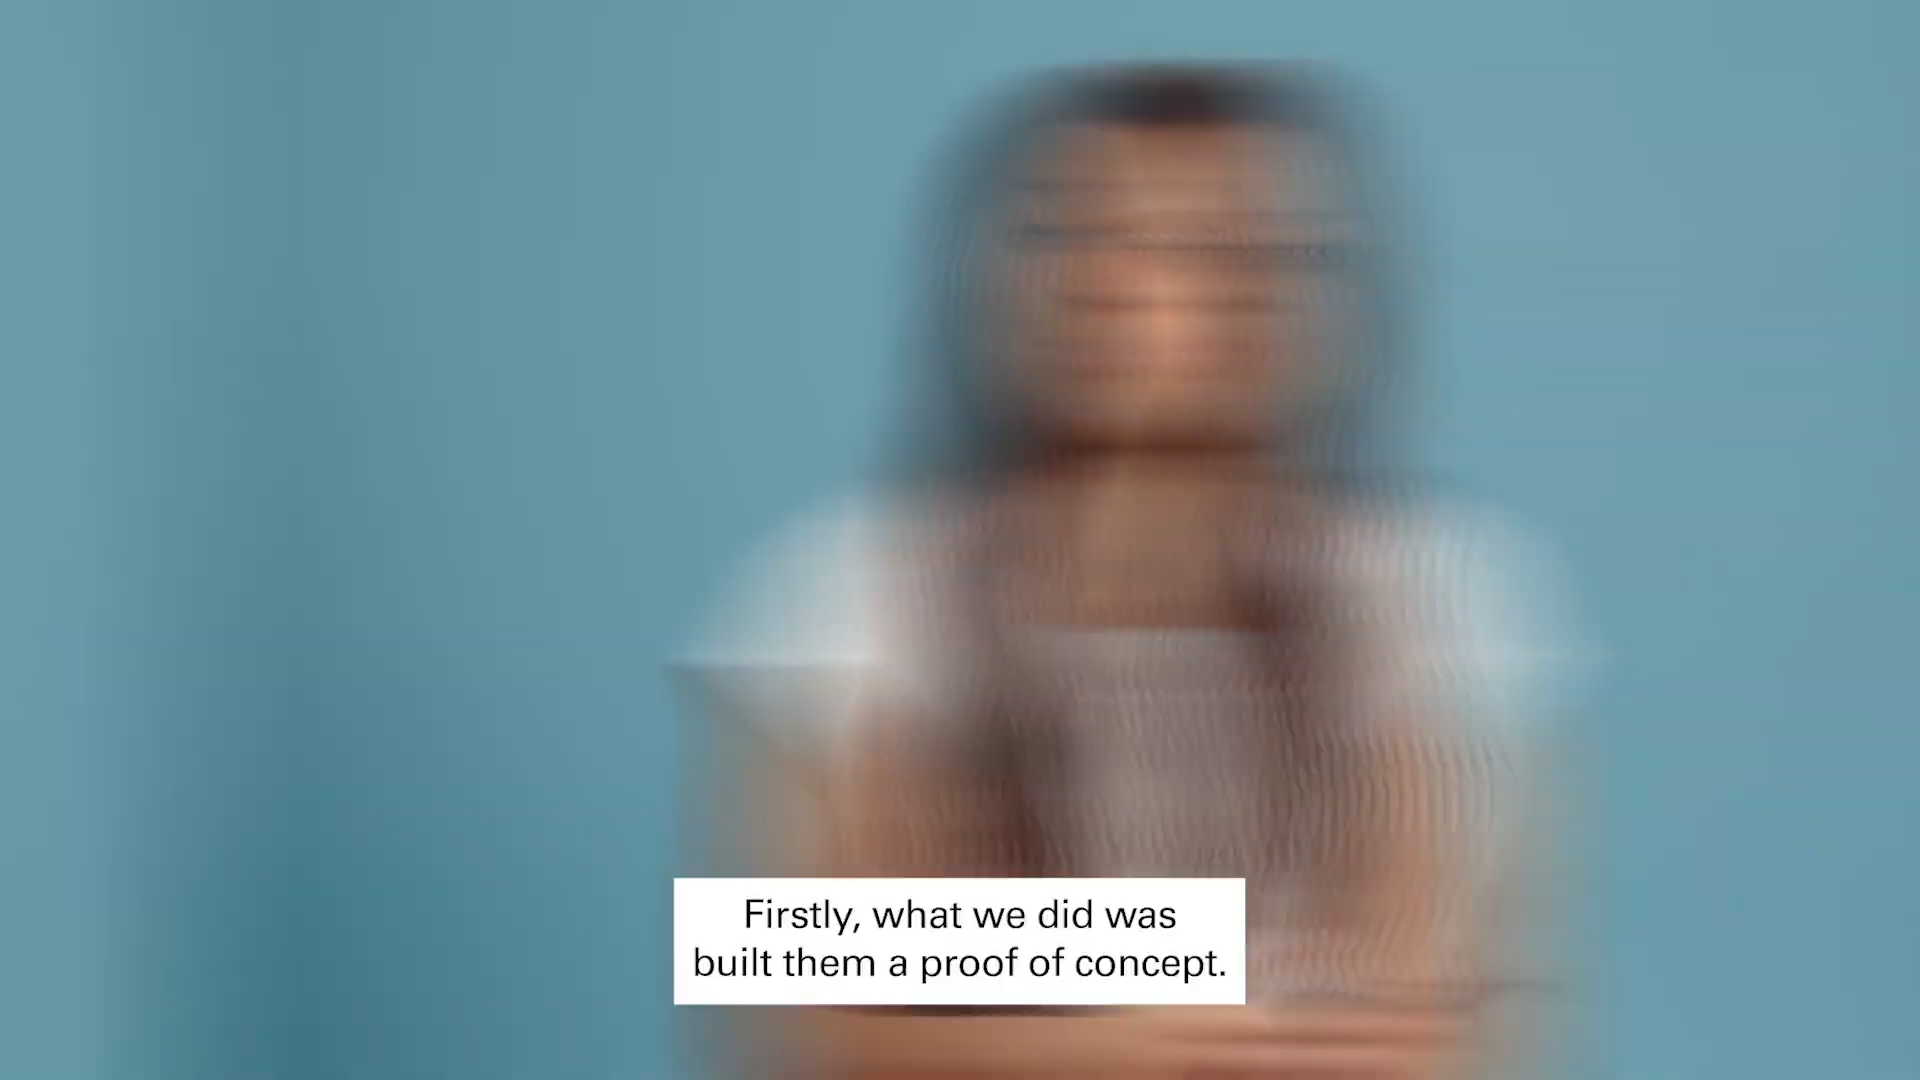 Firstly, what we did was
built them a proof of concept.